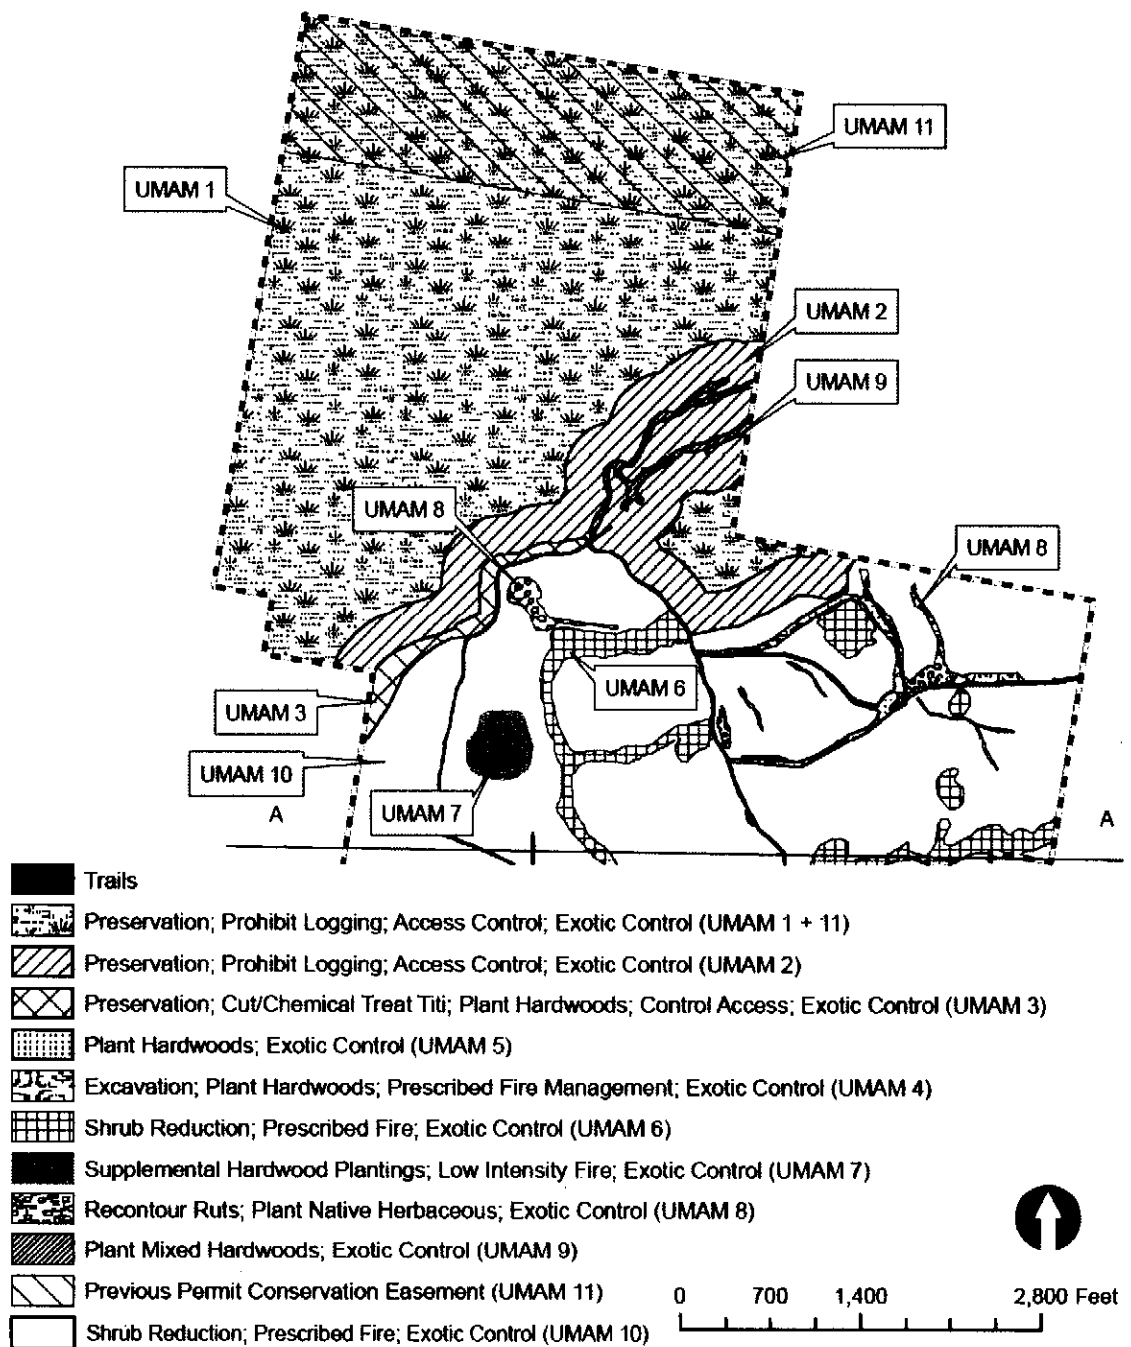 UMAM 11
UMAM 1
UMAM 2
UMAM 9
UMAM 8
UMAM 8
UMAM 6
UMAM 3
UMAM 10
UMAM 7
A
A
Trails
Preservation; Prohibit Logging; Access Control; Exotic Control (UMAM 1 + 11)
Preservation; Prohibit Logging; Access Control; Exotic Control (UMAM 2)
Preservation; Cut/Chemical Treat Titi; Plant Hardwoods; Control Access; Exotic Control (UMAM 3)
Plant Hardwoods; Exotic Control (UMAM 5)
Excavation; Plant Hardwoods; Prescribed Fire Management; Exotic Control (UMAM 4)
Shrub Reduction; Prescribed Fire; Exotic Control (UMAM 6)
Supplemental Hardwood Plantings; Low Intensity Fire; Exotic Control (UMAM 7)
Recontour Ruts; Plant Native Herbaceous; Exotic Control (UMAM 8)
Plant Mixed Hardwoods; Exotic Control (UMAM 9)
Previous Permit Conservation Easement (UMAM 11)
Shrub Reduction; Prescribed Fire; Exotic Control (UMAM 10)
0 700 1,400 2,800 Feet